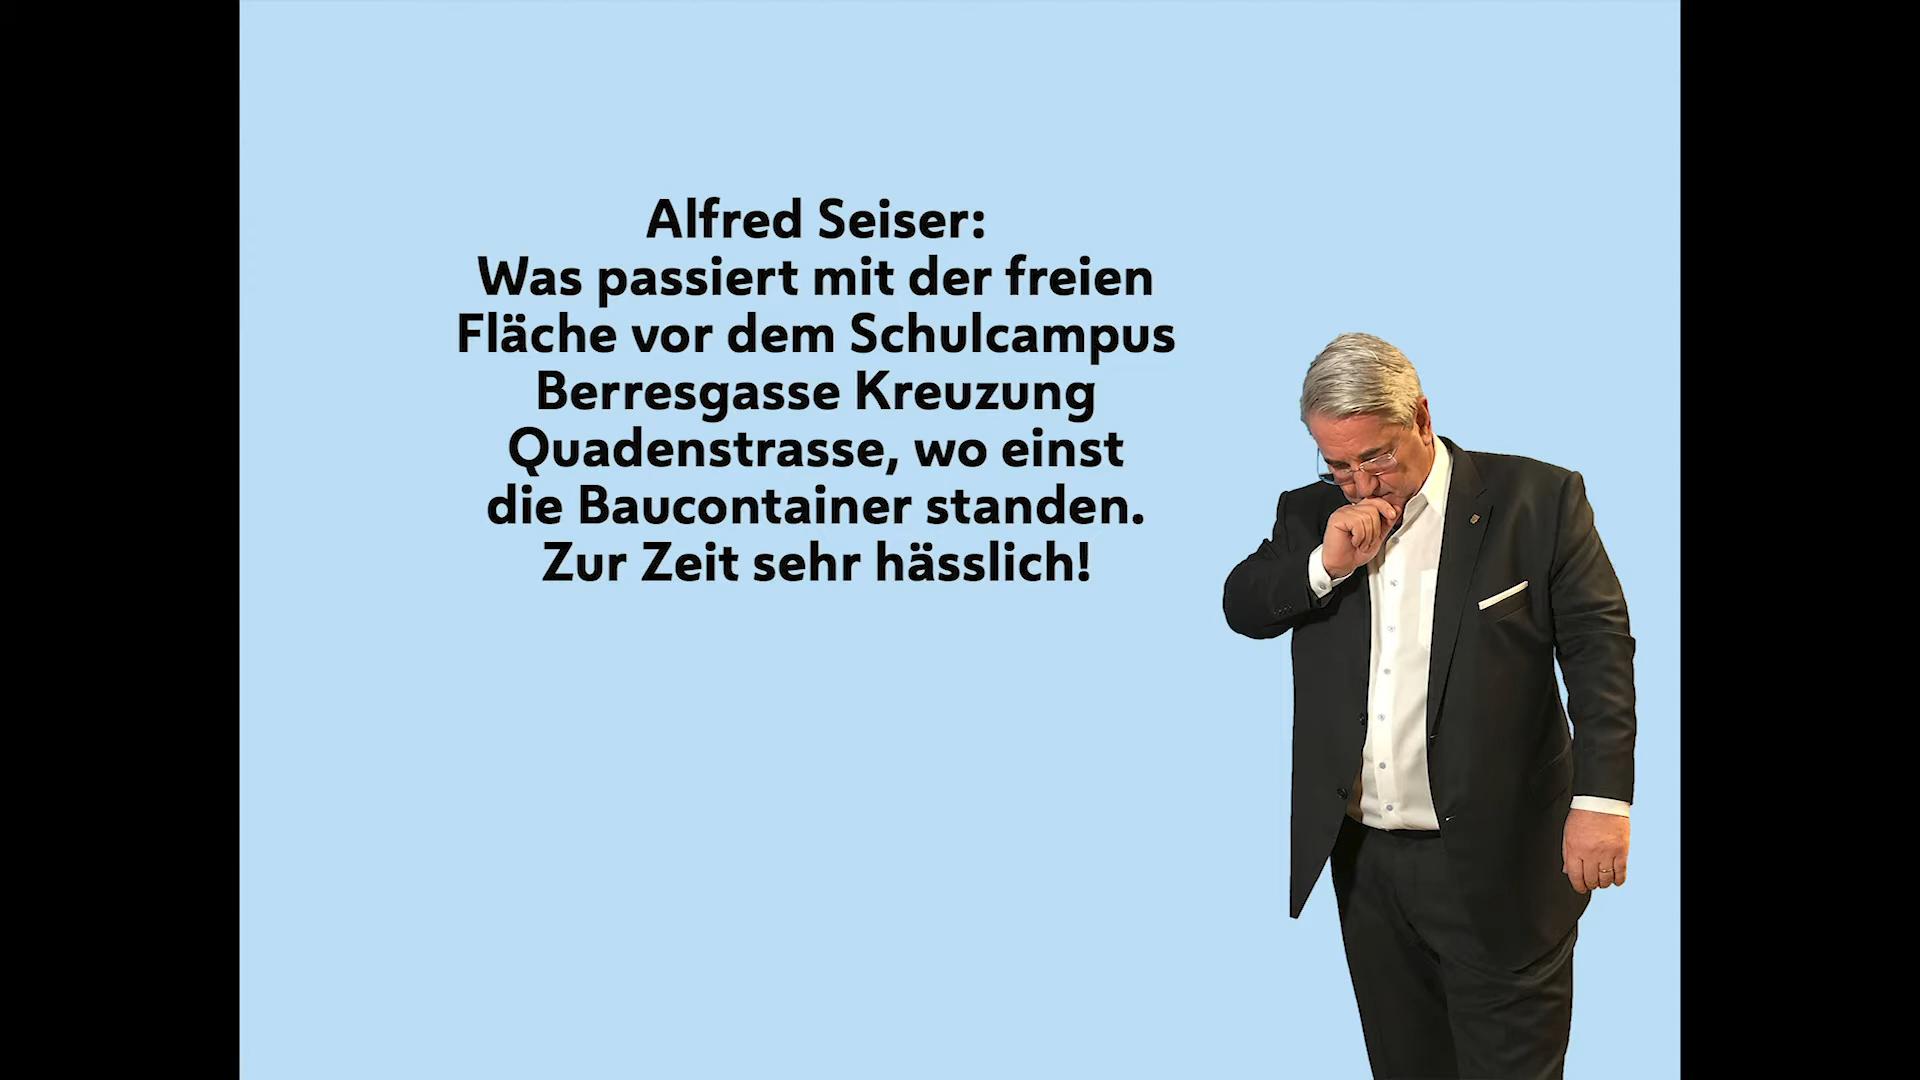 Alfred Seiser:
Was passiert mit der freien
Fläche vor dem Schulcampus
Berresgasse Kreuzung
Quadenstrasse, wo einst
die Baucontainer standen.
Zur Zeit sehr hässlich!